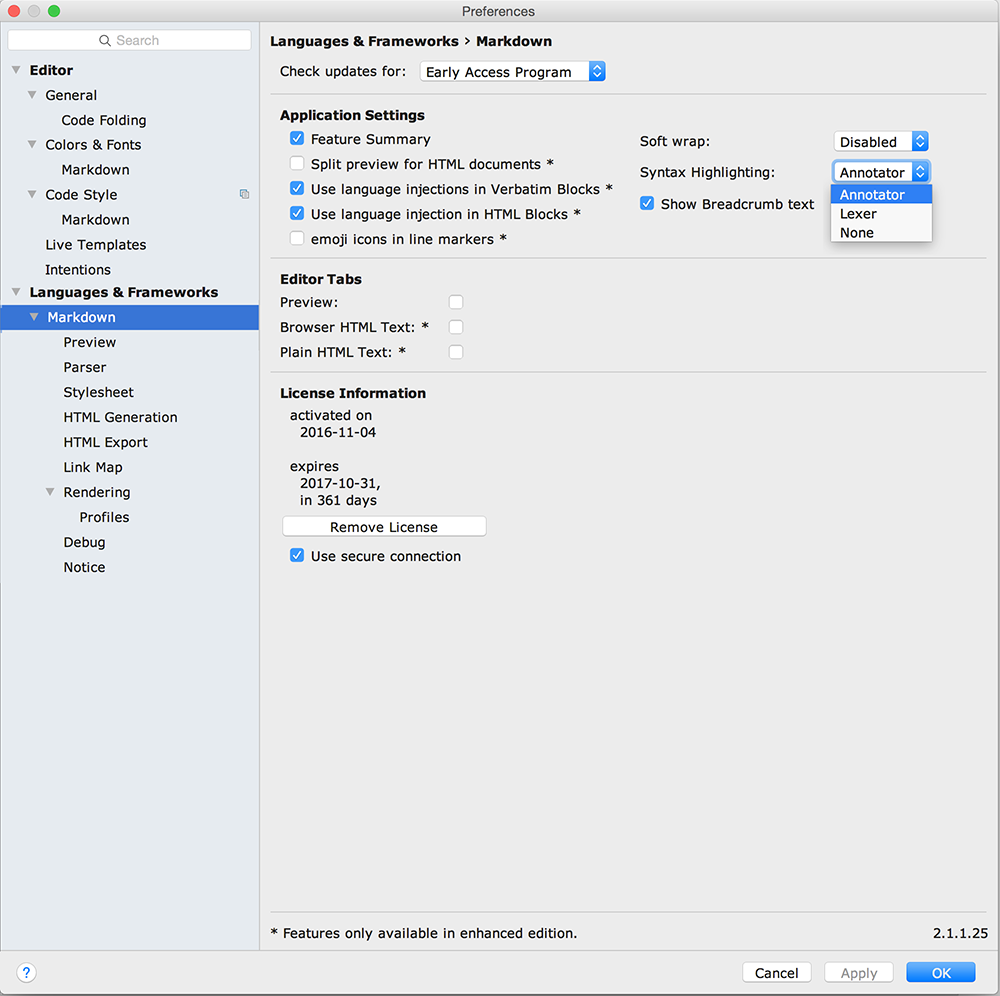 Preferences
Search
Editor
General
Code Folding
Colors & Fonts
Markdown
Code Style
Markdown
Live Templates
Intentions
Languages & Frameworks
Markdown
Preview
Parser
Stylesheet
HTML Generation
HTML Export
Link Map
Rendering
Profiles
Debug
Notice
Languages & Frameworks › Markdown
Check updates for: Early Access Program
Application Settings
Feature Summary
Split preview for HTML documents *
Use language injections in Verbatim Blocks *
Use language injection in HTML Blocks *
emoji icons in line markers *
Soft wrap: Disabled
Syntax Highlighting: Annotator
Annotator
Lexer
None
Show Breadcrumb text
Editor Tabs
Preview:
Browser HTML Text: *
Plain HTML Text: *
License Information
activated on
2016-11-04
expires
2017-10-31,
in 361 days
Remove License
Use secure connection
* Features only available in enhanced edition. 2.1.1.25
? Cancel Apply OK